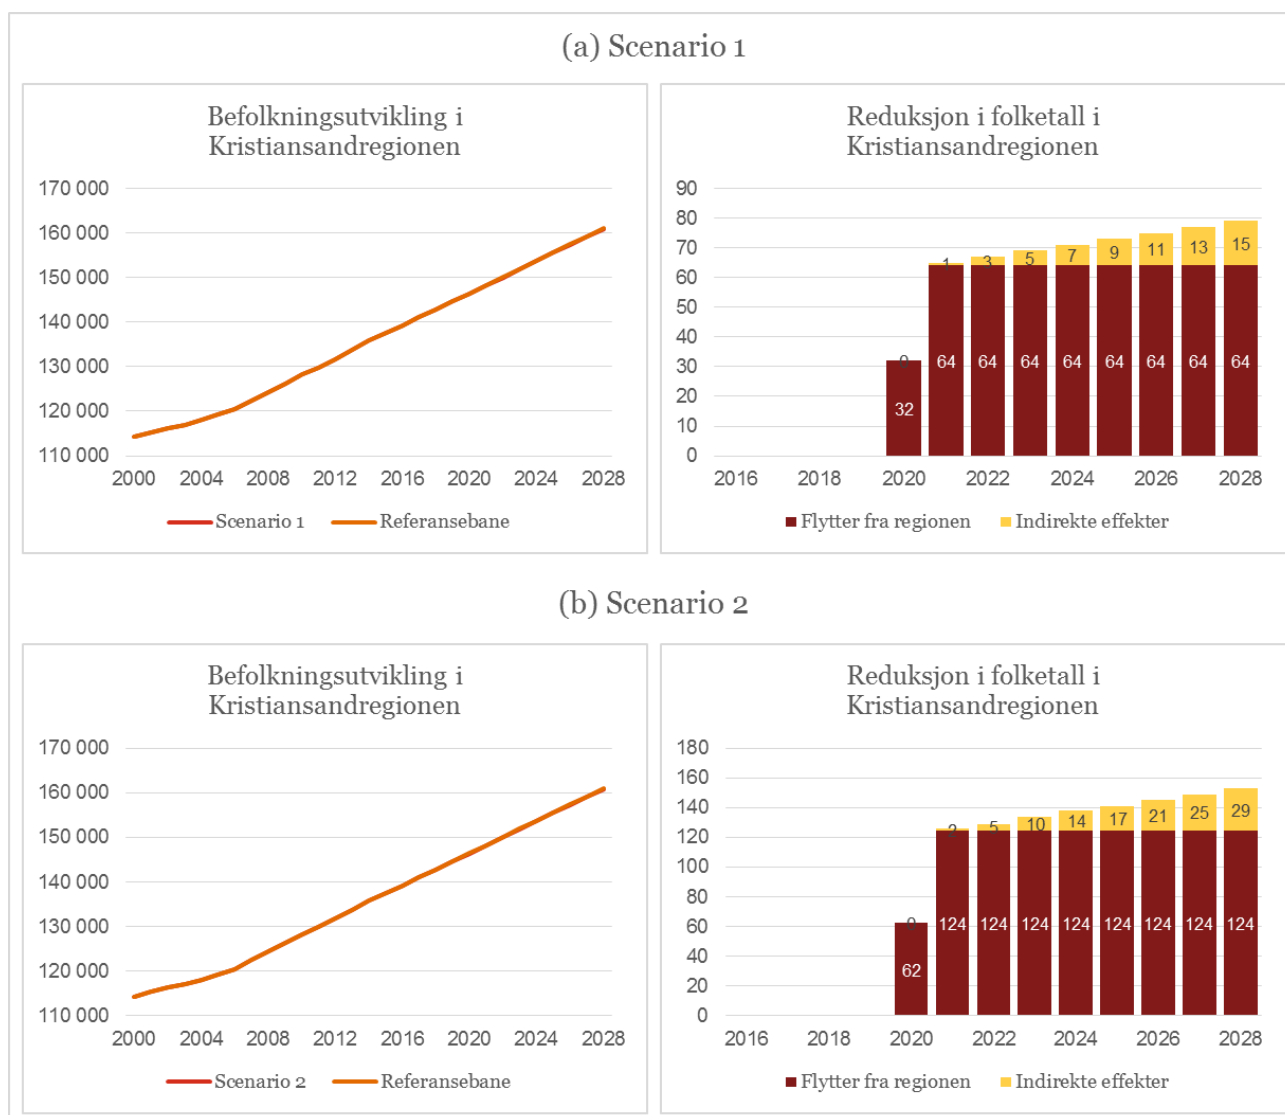 (a) Scenario 1
Befolkningsutvikling i
Kristiansandregionen
170 000
160 000
150 000
140 000
130 000
120 000
110 000
2000 2004 2008 2012 2016 2020 2024 2028
Scenario 1 Referansebane
Reduksjon i folketall i
Kristiansandregionen
90
80
70
60
50
40
30
20
10
0
1 3 5 7 9 11 13 15
0
32 64 64 64 64 64 64 64 64
2016 2018 2020 2022 2024 2026 2028
Flytter fra regionen Indirekte effekter
(b) Scenario 2
Befolkningsutvikling i
Kristiansandregionen
170 000
160 000
150 000
140 000
130 000
120 000
110 000
2000 2004 2008 2012 2016 2020 2024 2028
Scenario 2 Referansebane
Reduksjon i folketall i
Kristiansandregionen
180
160
140
120
100
80
60
40
20
0
2 5 10 14 17 21 25 29
0
62 124 124 124 124 124 124 124 124
2016 2018 2020 2022 2024 2026 2028
Flytter fra regionen Indirekte effekter